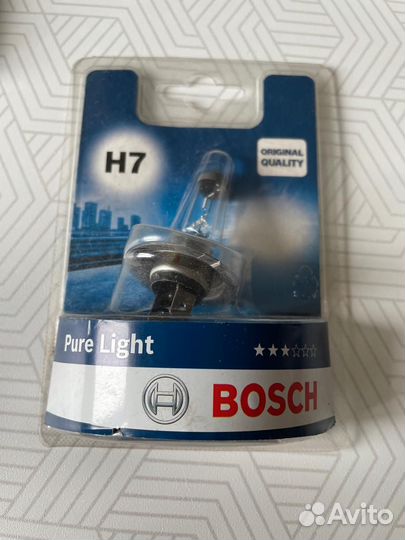 H7
ORIGINAL
QUALITY
Pure Light
BOSCH
Avito